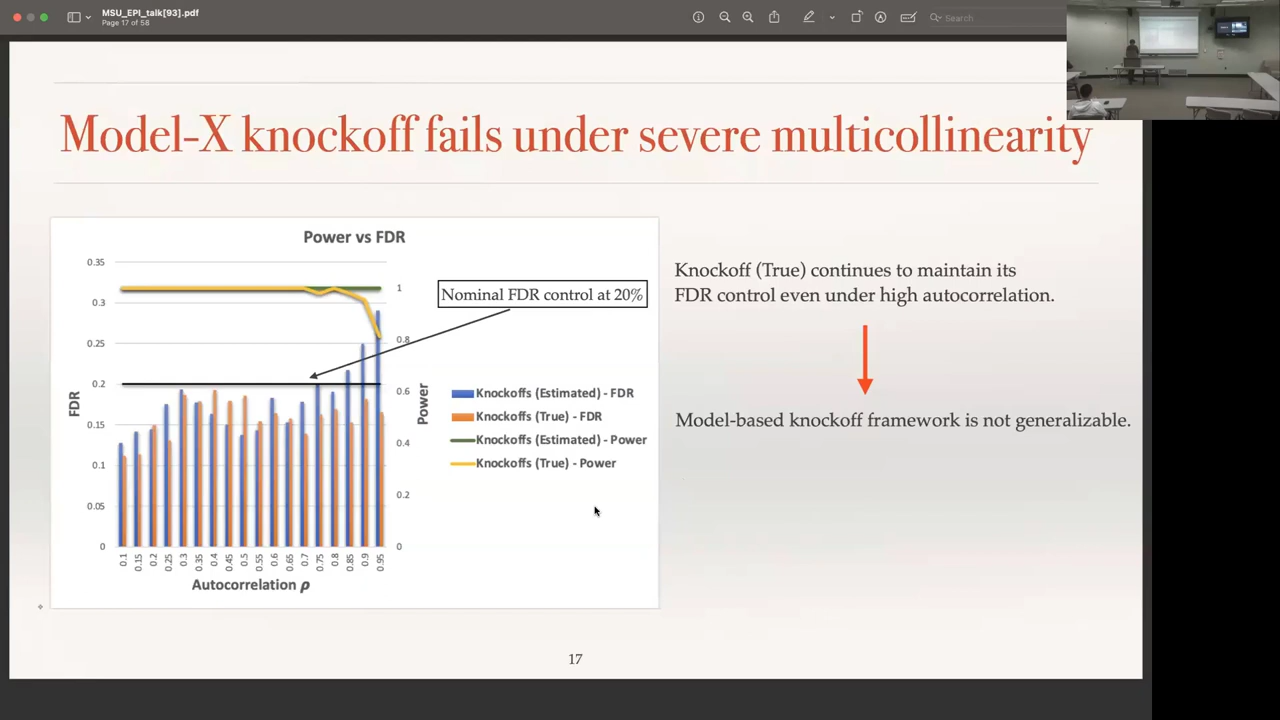 MSU_EPI_talk[93].pdf
Page 17 of 58
Search
Model-X knockoff fails under severe multicollinearity
Power vs FDR
0.35
0.3
0.25
0.2
0.15
0.1
0.05
0
FDR
1
0.8
0.6
0.4
0.2
0
Power
0.1 0.15 0.2 0.25 0.3 0.35 0.4 0.45 0.5 0.55 0.6 0.65 0.7 0.75 0.8 0.85 0.9 0.95
Autocorrelation ρ
Nominal FDR control at 20%
Knockoffs (Estimated) - FDR
Knockoffs (True) - FDR
Knockoffs (Estimated) - Power
Knockoffs (True) - Power
Knockoff (True) continues to maintain its
FDR control even under high autocorrelation.
Model-based knockoff framework is not generalizable.
17